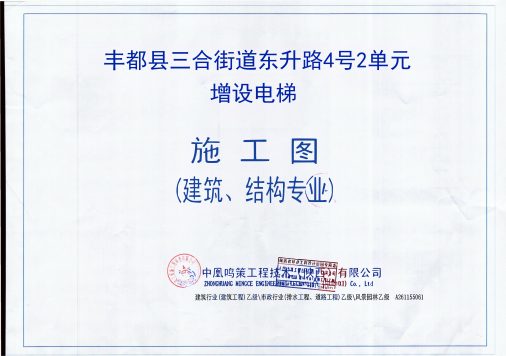 丰都县三合街道东升路4号2单元
增设电梯
施工图
(建筑、结构专业)
中凰鸣策工程技术(陕西)有限公司
ZHONGHUANG MINGCE ENGINEERING Co., Ltd
建筑行业(建筑工程)乙级\市政行业(排水工程、道路工程)乙级\风景园林乙级 A261155061